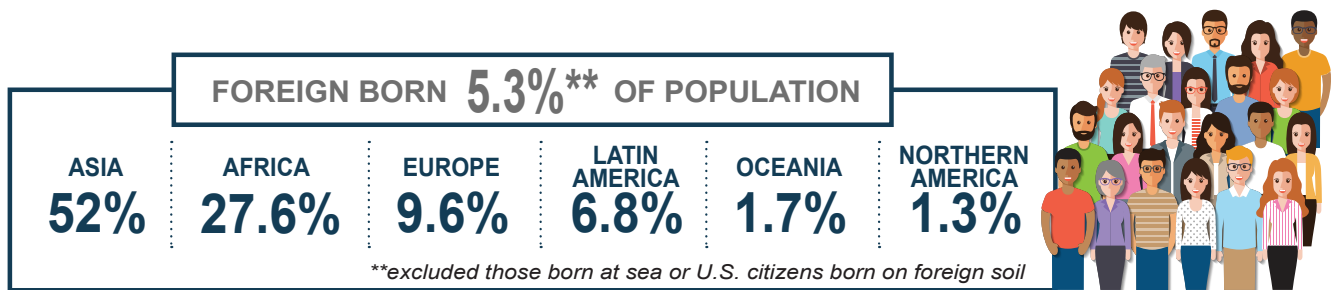 FOREIGN BORN 5.3%** OF POPULATION
ASIA
52%
AFRICA
27.6%
EUROPE
9.6%
LATIN
AMERICA
6.8%
OCEANIA
1.7%
NORTHERN
AMERICA
1.3%
**excluded those born at sea or U.S. citizens born on foreign soil